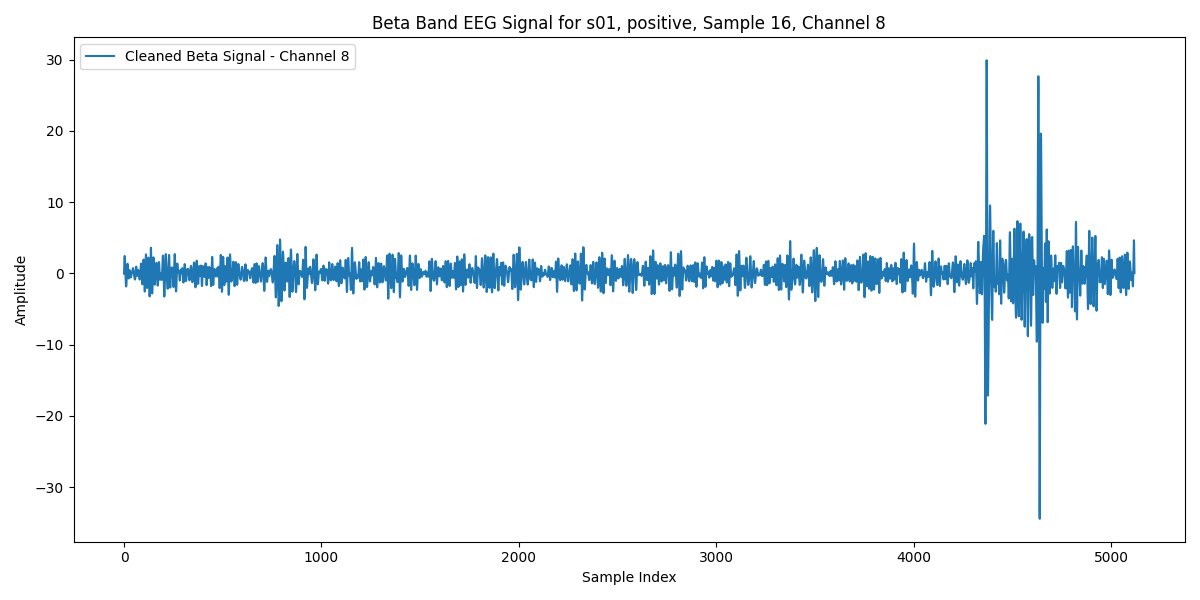 Beta Band EEG Signal for s01, positive, Sample 16, Channel 8
Cleaned Beta Signal - Channel 8
30
20
10
0
−10
−20
−30
Amplitude
0 1000 2000 3000 4000 5000
Sample Index